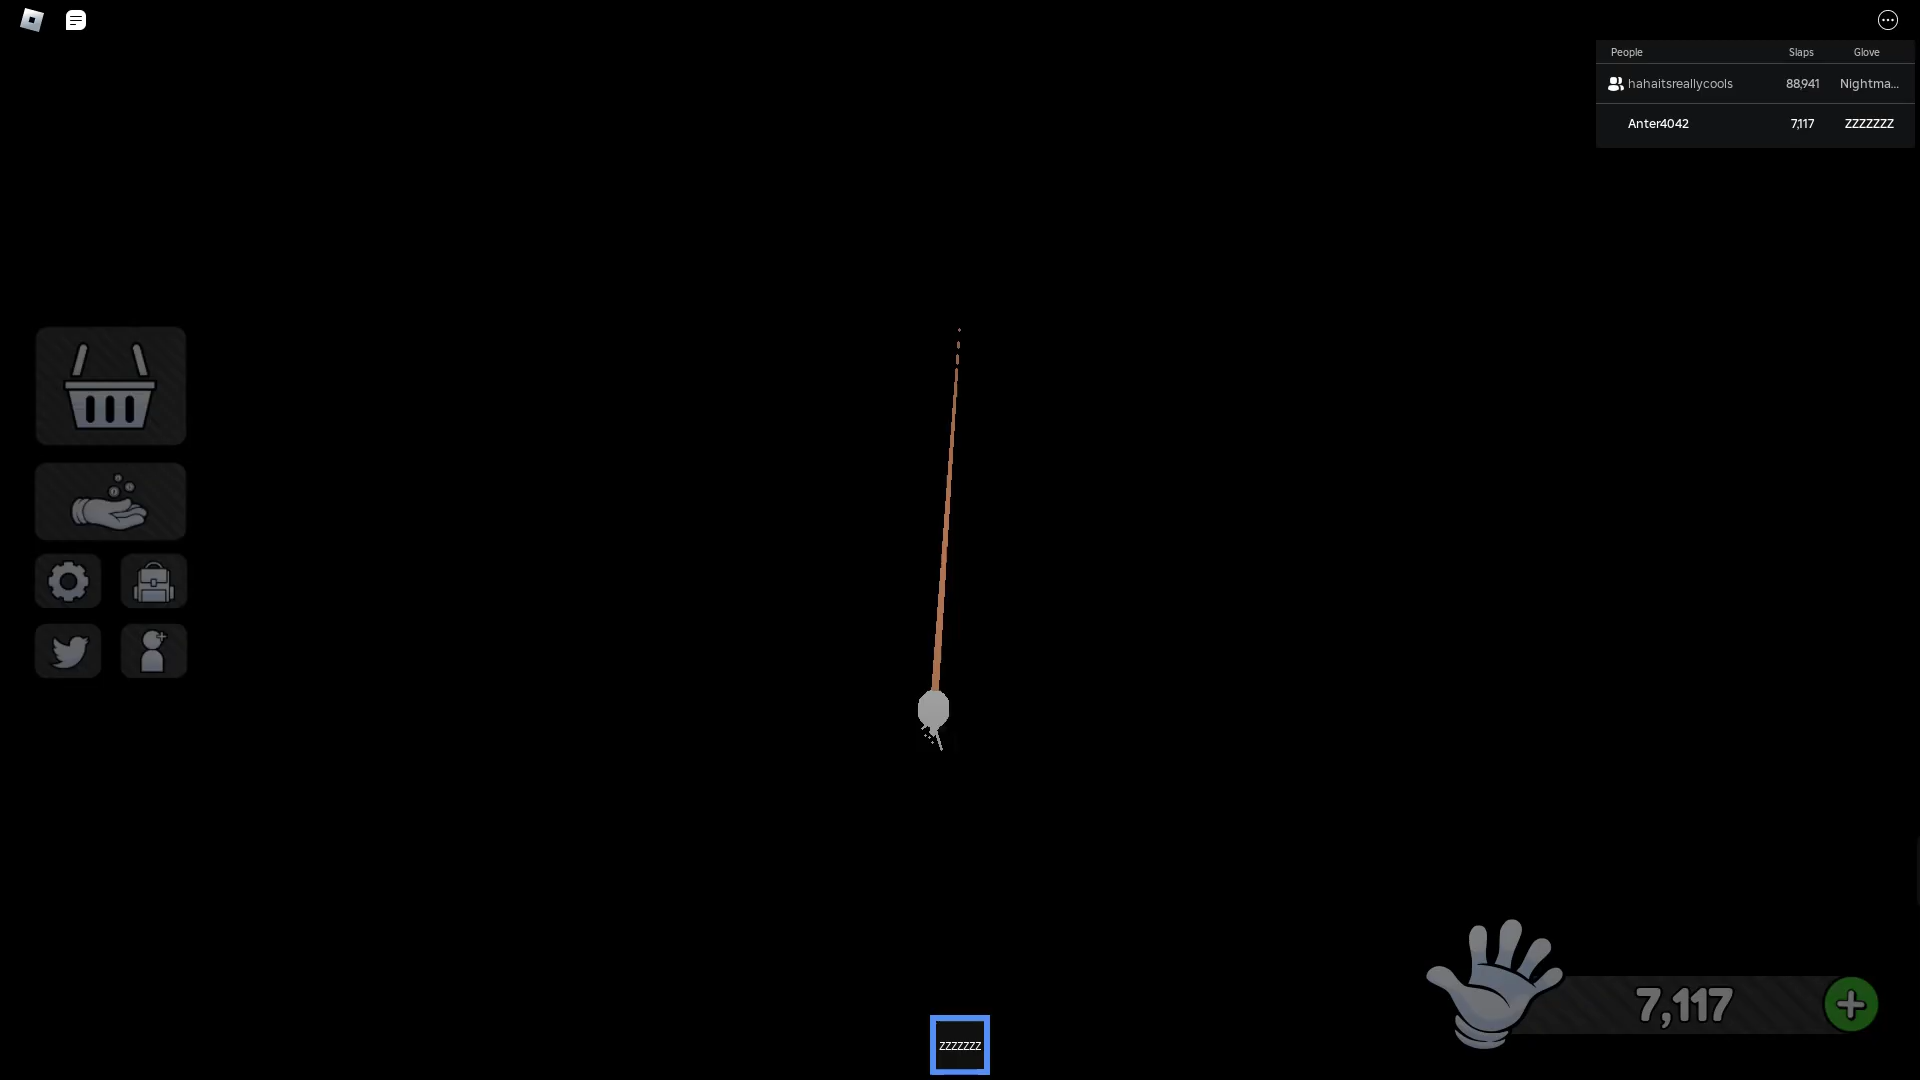 People Slaps Glove
hahaitsreallycools 88,941 Nightma...
Anter4042 7,117 ZZZZZZZ
7,117
ZZZZZZZ